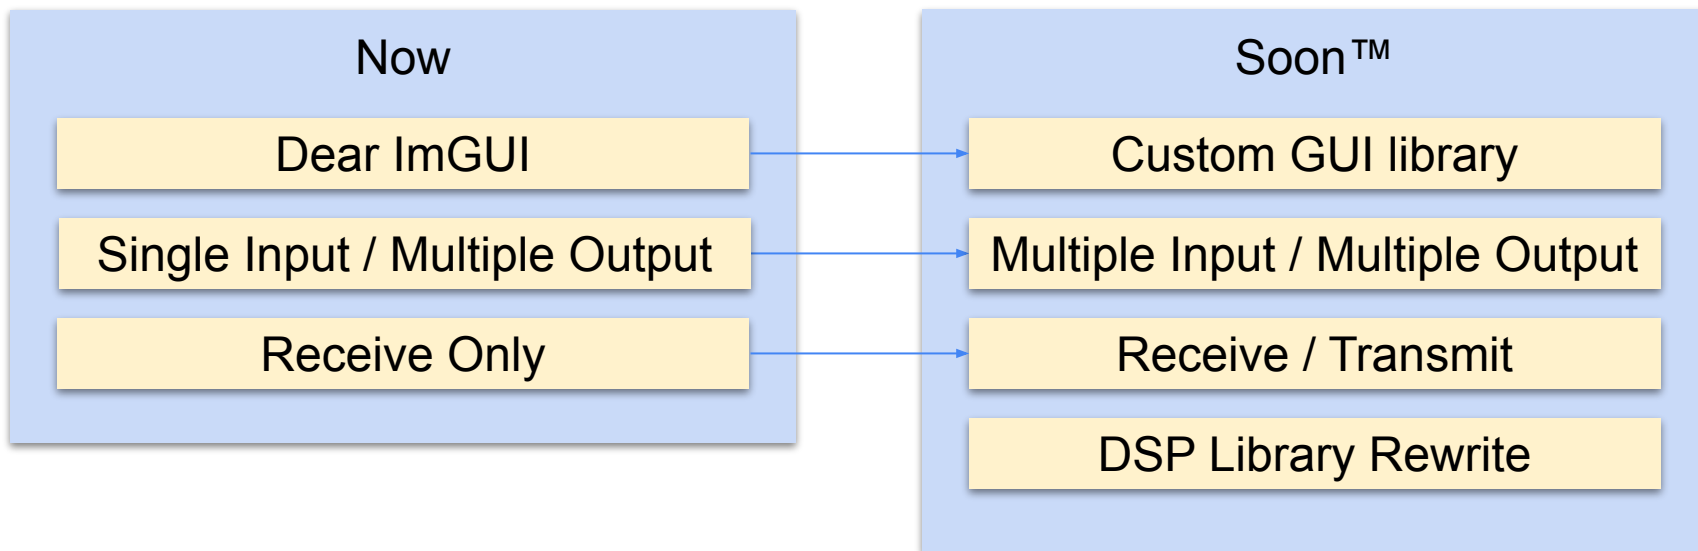 Now
Dear ImGUI
Single Input / Multiple Output
Receive Only
Soon™
Custom GUI library
Multiple Input / Multiple Output
Receive / Transmit
DSP Library Rewrite